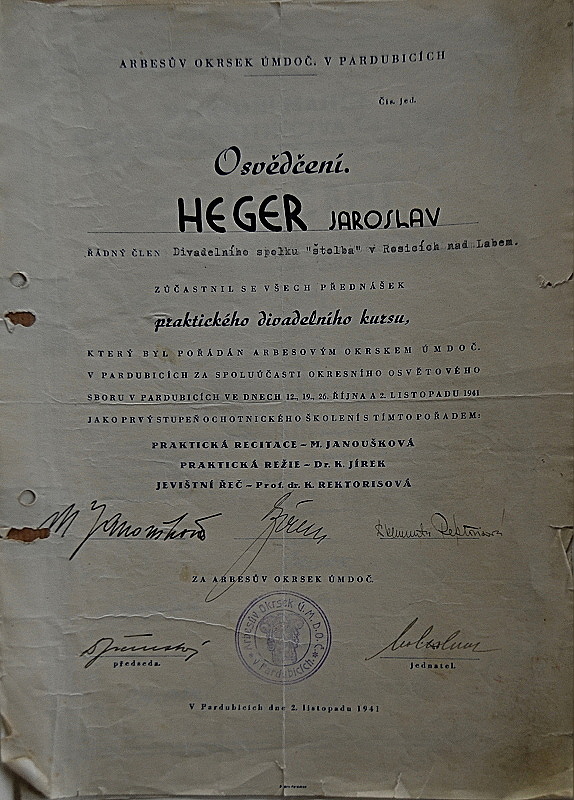 ARBESŮV OKRSEK ÚMDOČ. V PARDUBICÍCH
Čís. jed.
Osvědčení.
HEGER JAROSLAV
ŘÁDNÝ ČLEN Divadelního spolku "Štolba" v Rosicích nad Labem.
ZÚČASTNIL SE VŠECH PŘEDNÁŠEK
praktického divadelního kursu,
KTERÝ BYL POŘÁDÁN ARBESOVÝM OKRSKEM ÚMDOČ.
V PARDUBICÍCH ZA SPOLUÚČASTI OKRESNÍHO OSVĚTOVÉHO
SBORU V PARDUBICÍCH VE DNECH 12., 19., 26. ŘÍJNA A 2. LISTOPADU 1941
JAKO PRVÝ STUPEŇ OCHOTNICKÉHO ŠKOLENÍ S TÍMTO POŘADEM:
PRAKTICKÁ RECITACE – M. JANOUŠKOVÁ
PRAKTICKÁ REŽIE – Dr. K. JÍREK
JEVIŠTNÍ ŘEČ – Prof. dr. K. REKTORISOVÁ
M Janoušková
ZA ARBESŮV OKRSEK ÚMDOČ.
Arbesův Okrsek Ú.M.D.O.Č. v Pardubicích.
předseda.
jednatel.
V Pardubicích dne 2. listopadu 1941